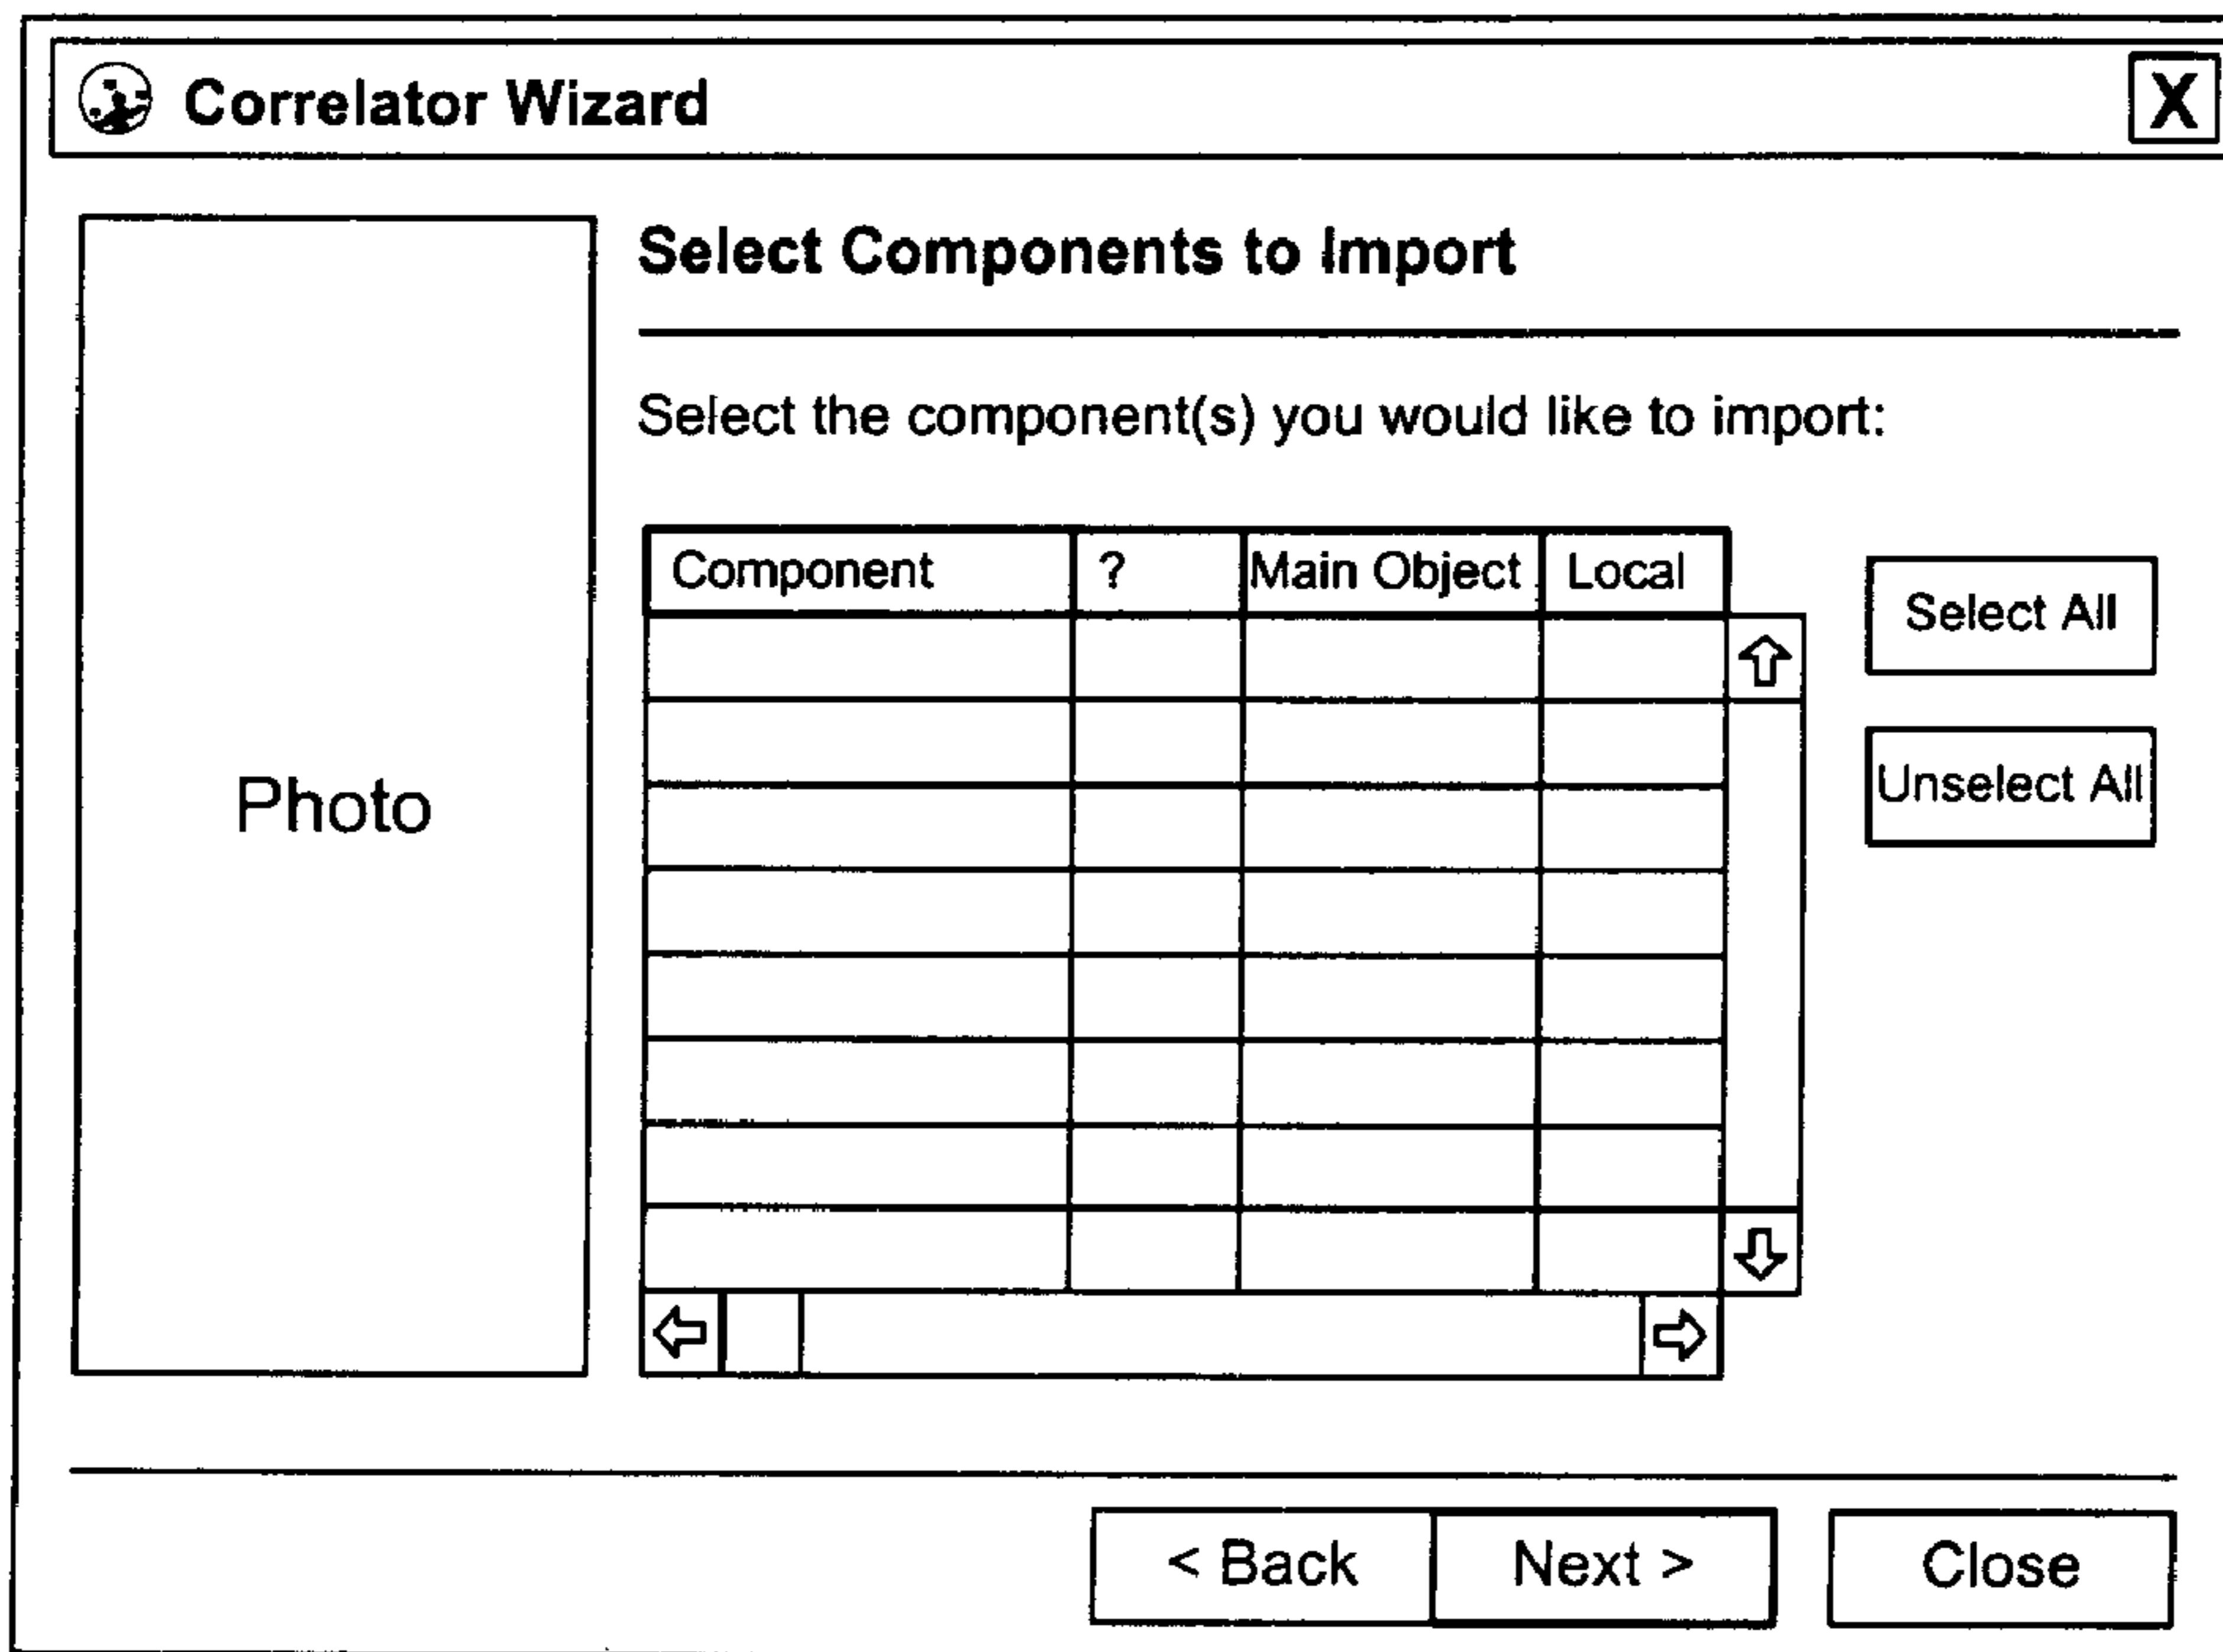 Correlator Wizard
X
Select Components to Import
Select the component(s) you would like to import:
Component ? Main Object Local
Select All
Unselect All
Photo
< Back Next > Close